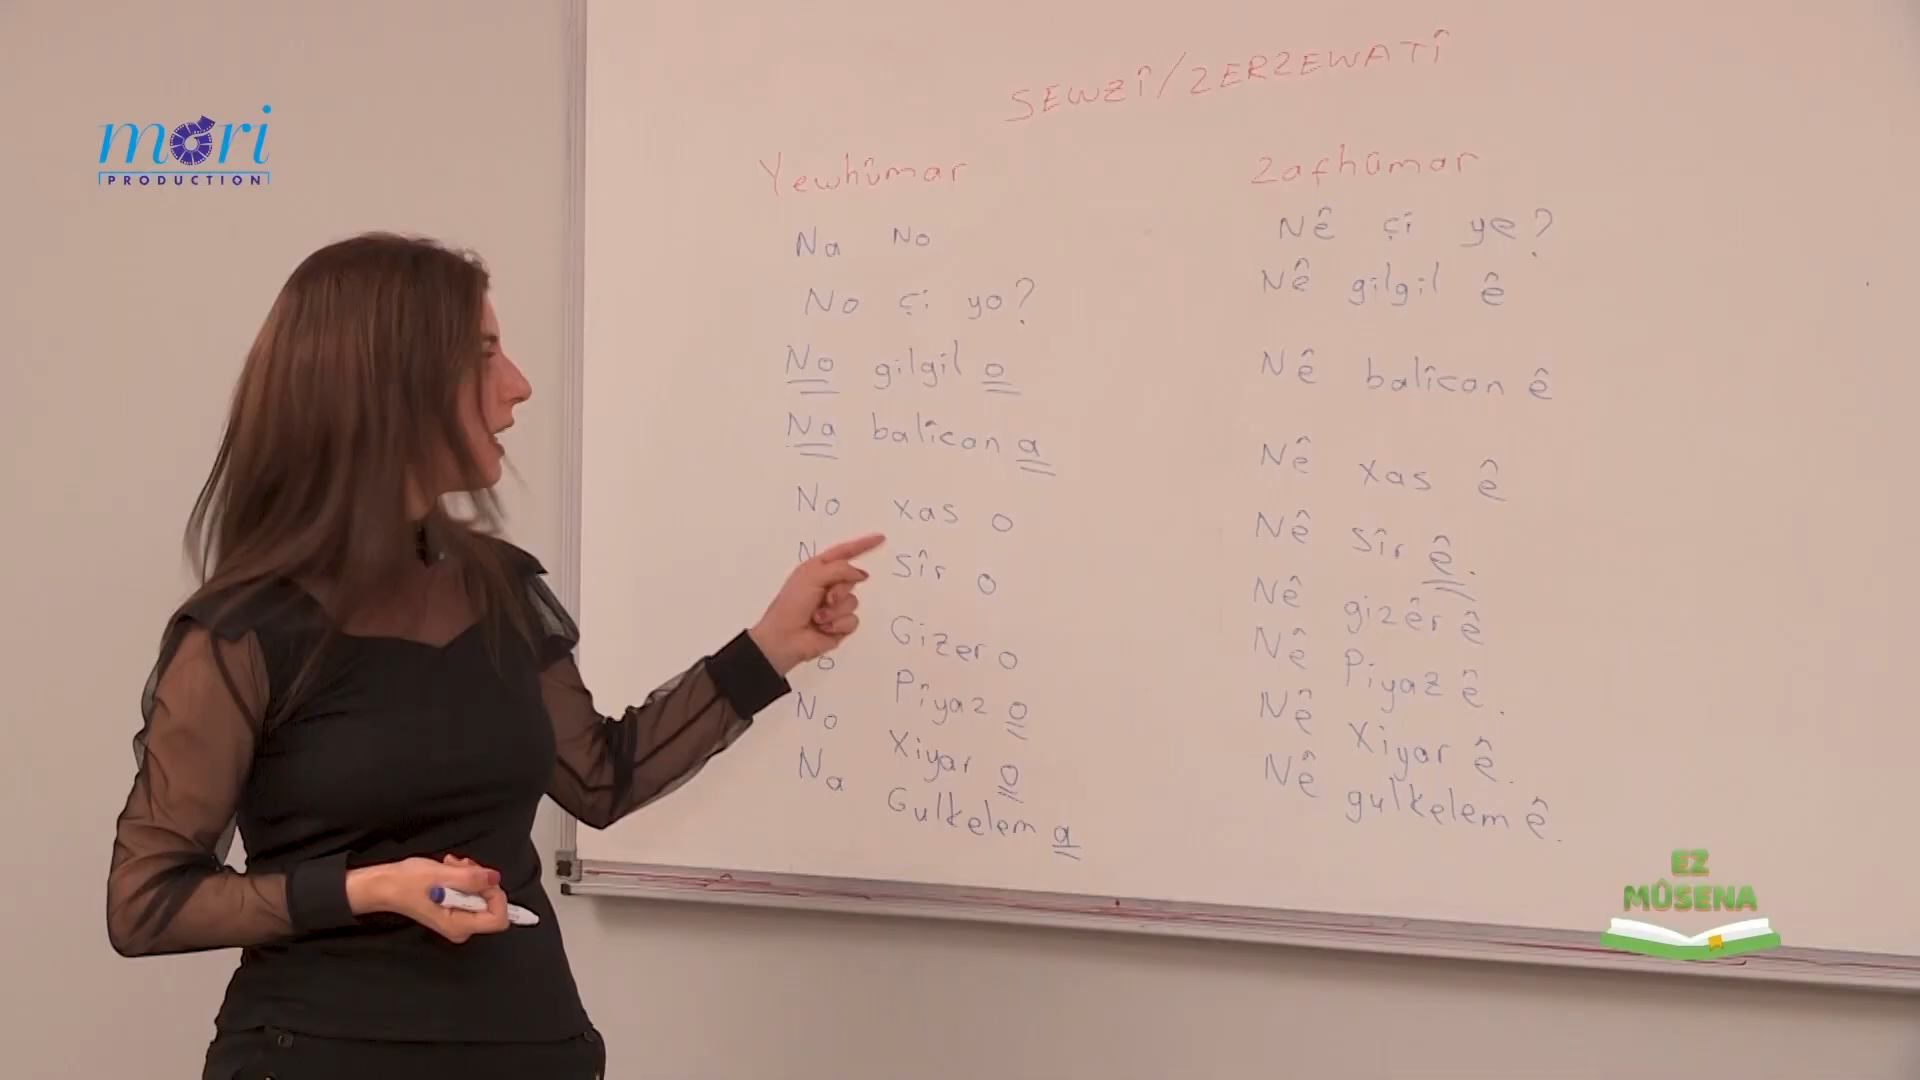 mori
PRODUCTION
SEWZÎ/ZERZEWATÎ
Yewhûmar
Na No
No çi yo?
No gilgil o
Na balîcan a
No xas o
N sîr o
o Gizer o
No Pîyaz o
Na Xiyar o
Gulkelem a
Zafhûmar
Nê çi ye?
Nê gilgil ê
Nê balîcan ê
Nê xas ê
Nê sîr ê.
Nê gizêr ê
Nê Pîyaz ê.
Nê Xiyar ê.
Nê gulkelem ê.
EZ
MÛSENA